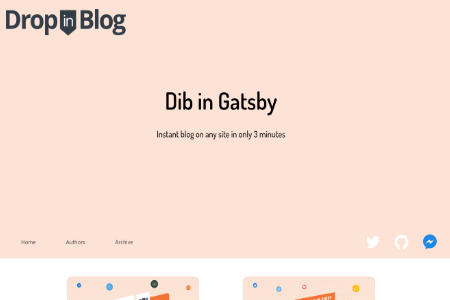 Drop in Blog
Dib in Gatsby
Instant blog on any site in only 3 minutes
Home Authors Archive